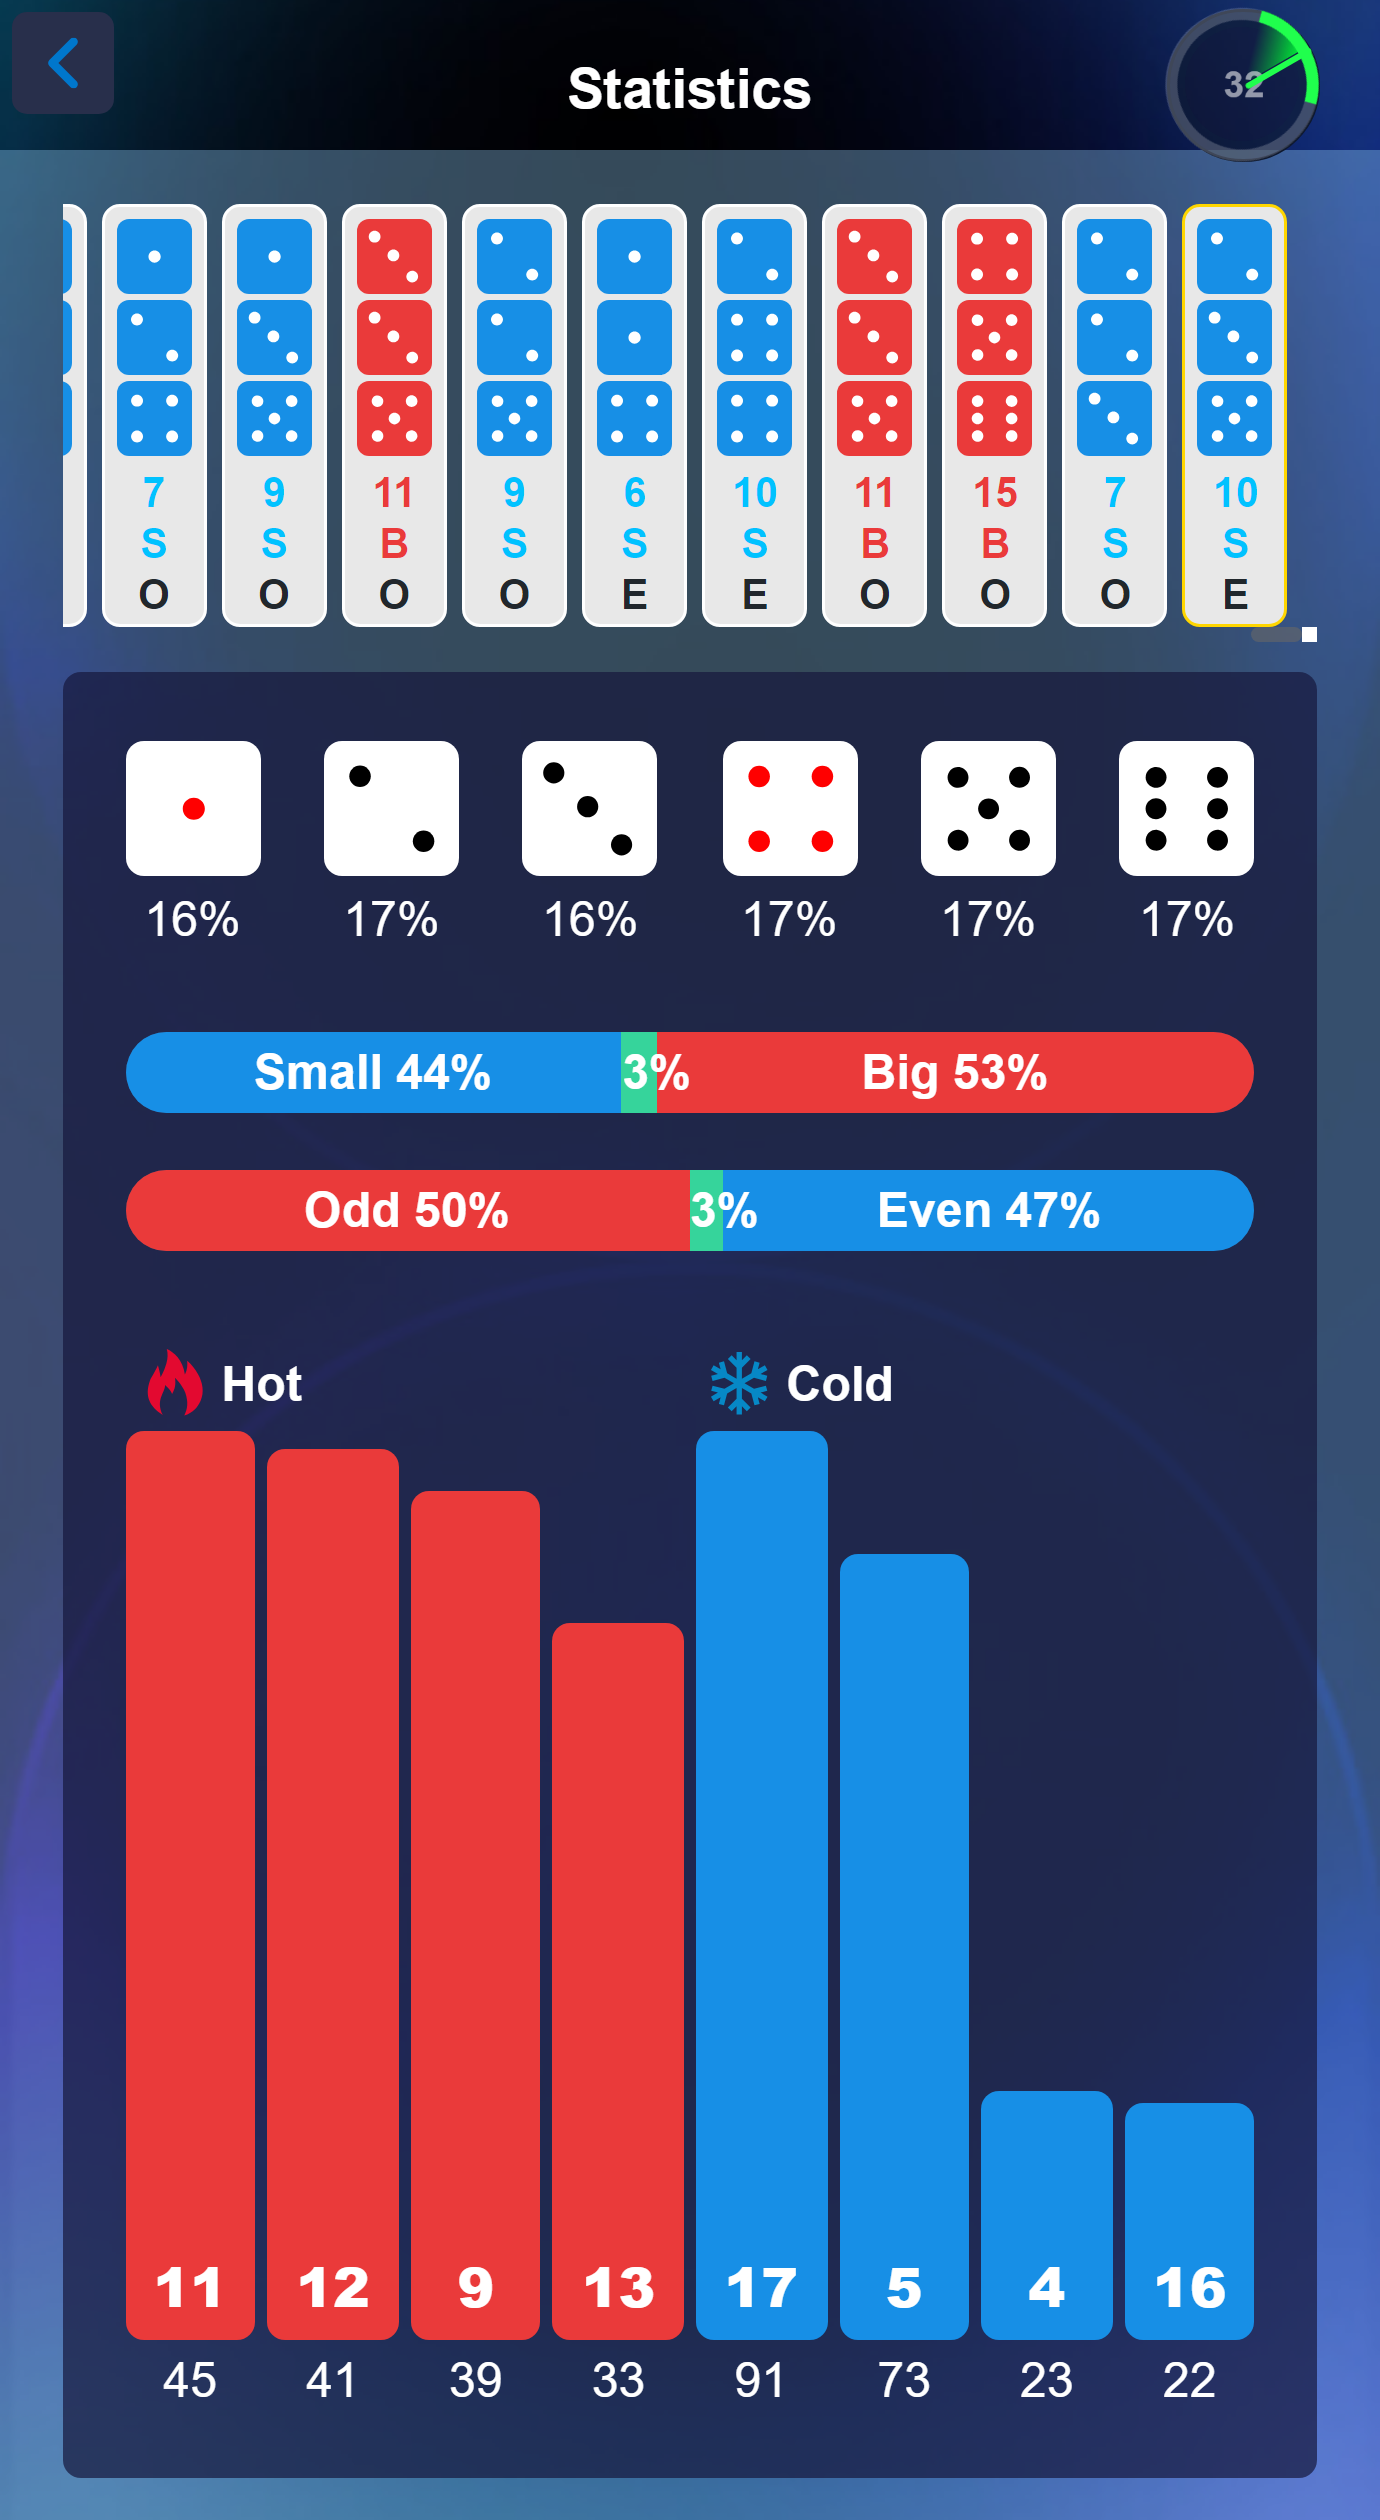 Statistics
32
7 9 11 9 6 10 11 15 7 10
S S B S S S B B S S
O O O O E E O O O E
16% 17% 16% 17% 17% 17%
Small 44% 3% Big 53%
Odd 50% 3% Even 47%
Hot Cold
11 12 9 13 17 5 4 16
45 41 39 33 91 73 23 22